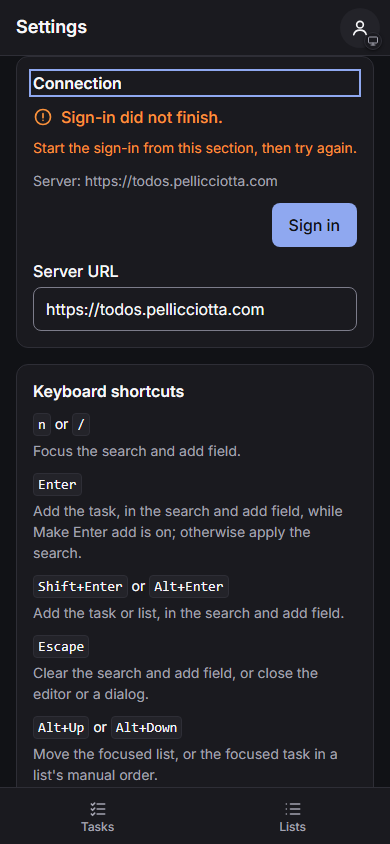 Settings
Connection
Sign-in did not finish.
Start the sign-in from this section, then try again.
Server: https://todos.pellicciotta.com
Sign in
Server URL
https://todos.pellicciotta.com
Keyboard shortcuts
n or /
Focus the search and add field.
Enter
Add the task, in the search and add field, while
Make Enter add is on; otherwise apply the
search.
Shift+Enter or Alt+Enter
Add the task or list, in the search and add field.
Escape
Clear the search and add field, or close the
editor or a dialog.
Alt+Up or Alt+Down
Move the focused list, or the focused task in a
list's manual order.
Tasks
Lists